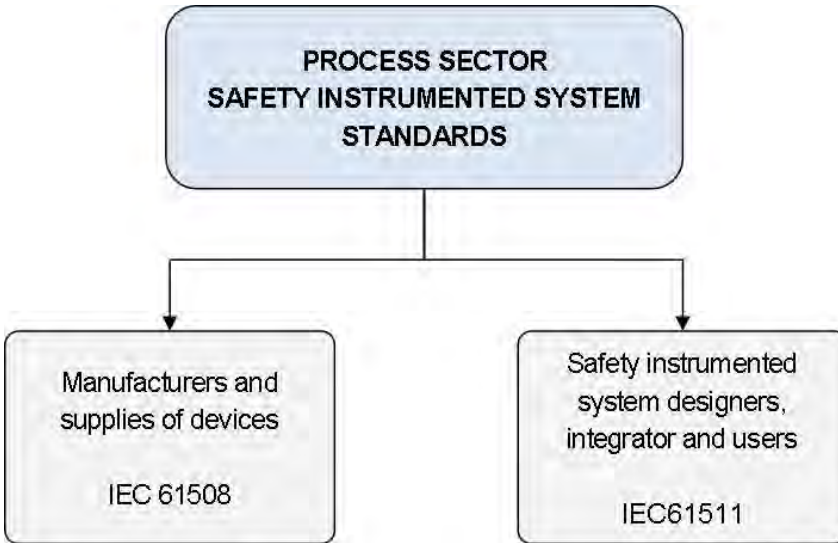 PROCESS SECTOR
SAFETY INSTRUMENTED SYSTEM
STANDARDS
Manufacturers and
supplies of devices
IEC 61508
Safety instrumented
system designers,
integrator and users
IEC61511